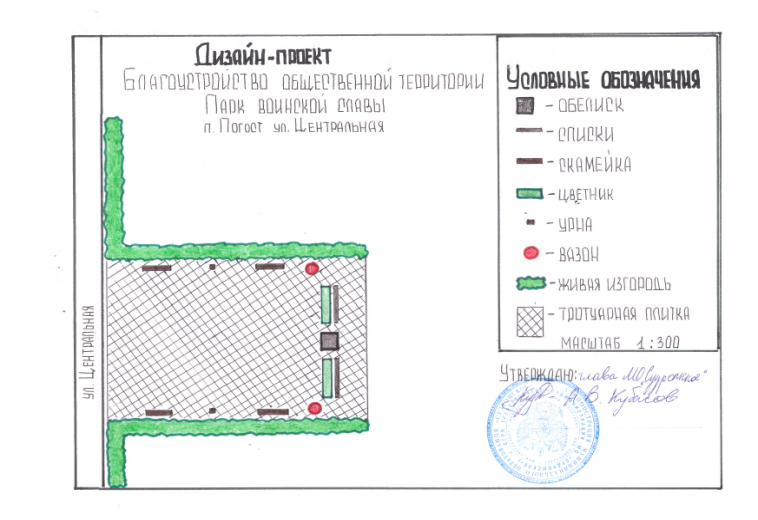 Дизайн-проект
Благоустройство общественной территории
Парк воинской славы
п. Погост ул. Центральная
ул. Центральная
Условные обозначения
- обелиск
- списки
- скамейка
- цветник
- урна
- вазон
- живая изгородь
- тротуарная плитка
масштаб 1:300
Утверждаю: глава МО
А. В. Кубасов